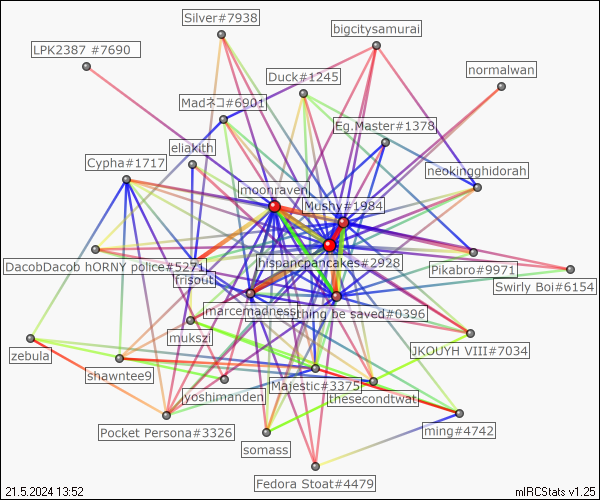 Silver#7938
bigcitysamurai
LPK2387 #7690
Duck#1245
normalwan
Madネコ#6901
Eg.Master#1378
eliakith
Cypha#1717
neokingghidorah
moonraven
Mushy#1984
hispancpancakes#2928
DacobDacob hORNY police#5271
Pikabro#9971
frisout
Swirly Boi#6154
marcemadness
thing be saved#0396
mukszi
JKOUYH VIII#7034
zebula
shawntee9
Majestic#3375
yoshimanden
thesecondtwat
Pocket Persona#3326
ming#4742
somass
Fedora Stoat#4479
21.5.2024 13:52
mIRCStats v1.25